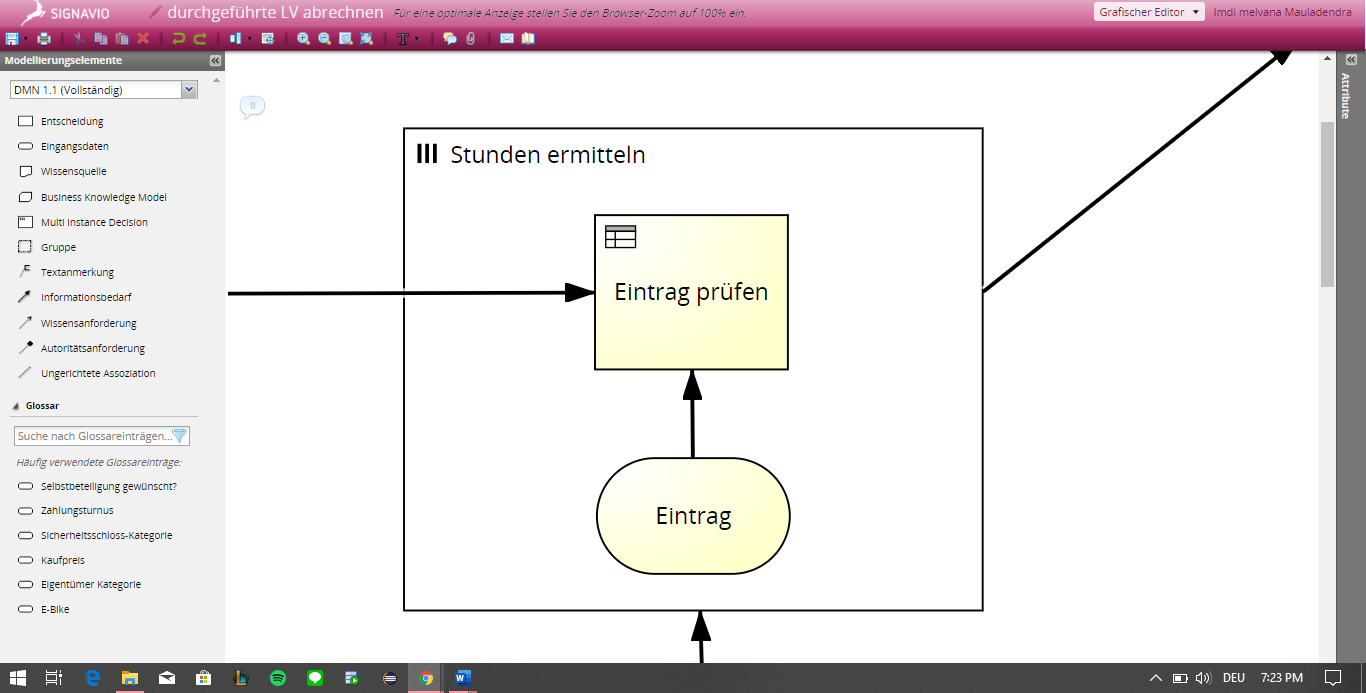 SIGNAVIO
durchgeführte LV abrechnen
Für eine optimale Anzeige stellen Sie den Browser-Zoom auf 100% ein.
Grafischer Editor
Imdi melvana Mauladendra
Modellierungselemente
DMN 1.1 (Vollständig)
Entscheidung
Eingangsdaten
Wissensquelle
Business Knowledge Model
Multi Instance Decision
Gruppe
Textanmerkung
Informationsbedarf
Wissensanforderung
Autoritätsanforderung
Ungerichtete Assoziation
Glossar
Suche nach Glossareinträgen...
Häufig verwendete Glossareinträge:
Selbstbeteiligung gewünscht?
Zahlungsturnus
Sicherheitsschloss-Kategorie
Kaufpreis
Eigentümer Kategorie
E-Bike
0
Stunden ermitteln
Eintrag prüfen
Eintrag
Attribute
DEU
7:23 PM